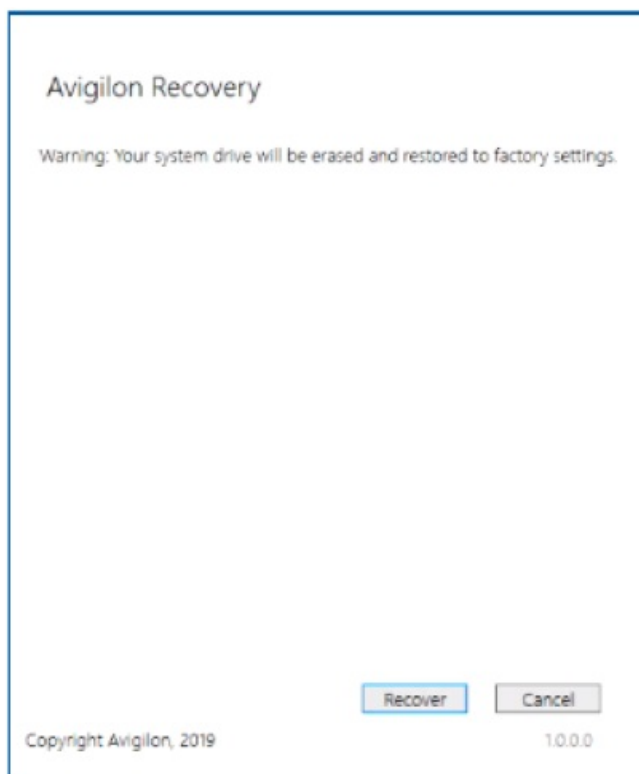 Avigilon Recovery
Warning: Your system drive will be erased and restored to factory settings.
Recover Cancel
Copyright Avigilon, 2019 1.0.0.0